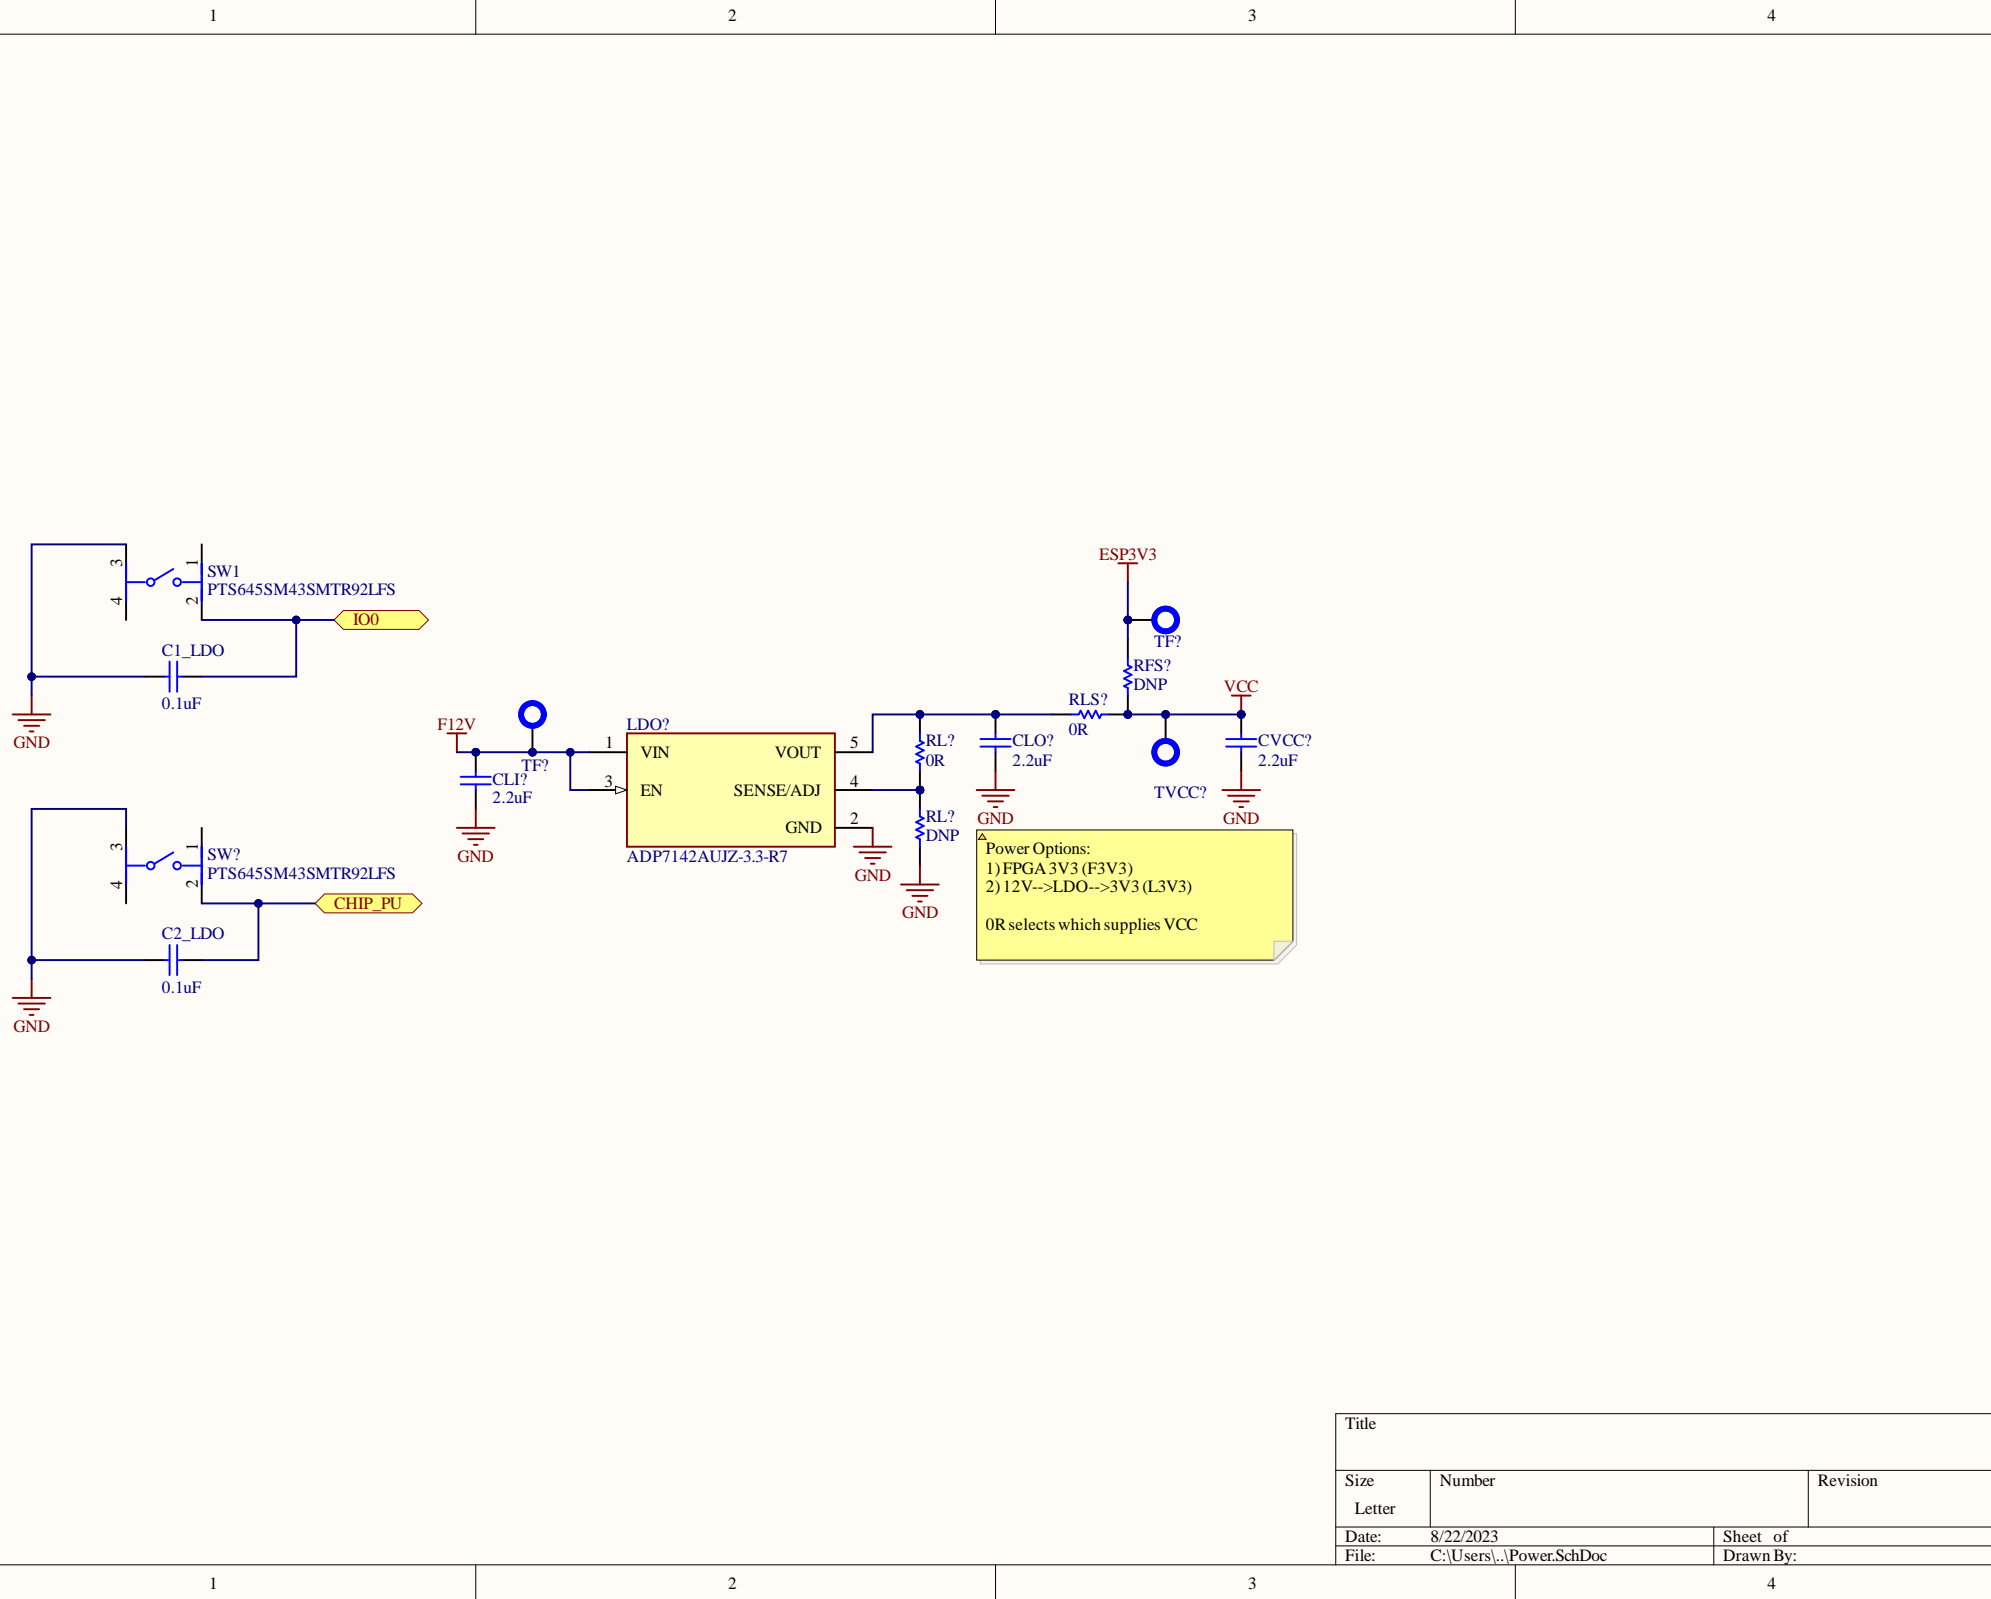 1 2 3 4
3 1
SW1
PTS645SM43SMTR92LFS
4 2
IO0
C1_LDO
0.1uF
GND
3 1
SW?
PTS645SM43SMTR92LFS
4 2
CHIP_PU
C2_LDO
0.1uF
GND
F12V
TF?
CLI?
2.2uF
GND
LDO?
1 VIN VOUT 5
3 EN SENSE/ADJ 4
GND 2
ADP7142AUJZ-3.3-R7
GND
RL?
0R
RL?
DNP
GND
CLO?
2.2uF
GND
RLS?
0R
ESP3V3
TF?
RFS?
DNP
TVCC?
VCC
CVCC?
2.2uF
GND
Power Options:
1) FPGA 3V3 (F3V3)
2) 12V-->LDO-->3V3 (L3V3)
0R selects which supplies VCC
Title
Size Number Revision
Letter
Date: 8/22/2023 Sheet of
File: C:\Users\..\Power.SchDoc Drawn By:
1 2 3 4